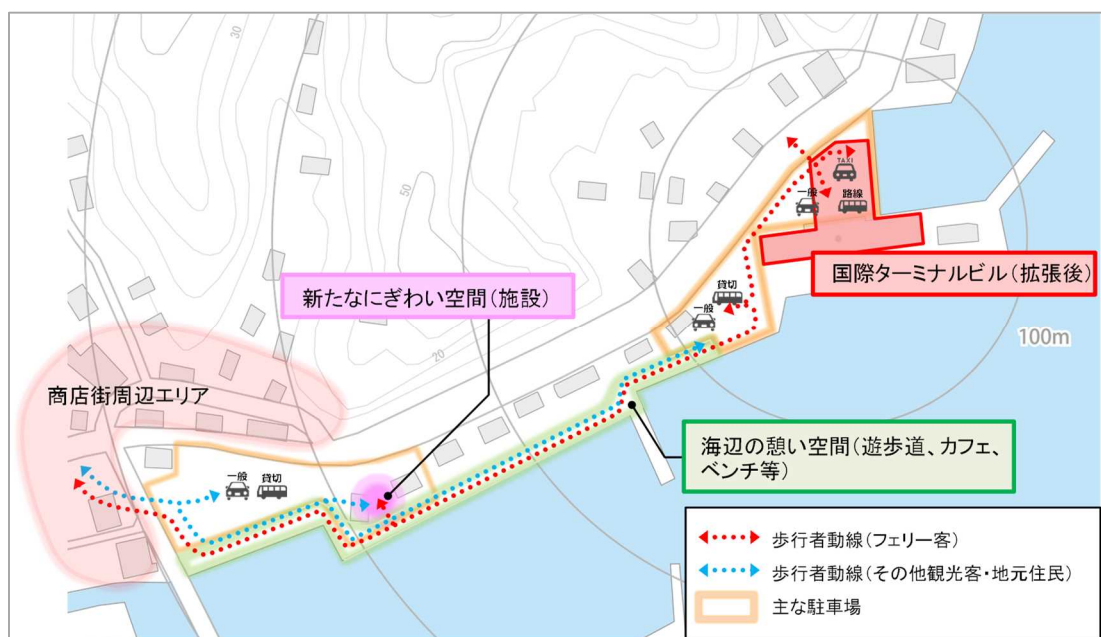 30
50
20
TAXI
一般
路線
国際ターミナルビル(拡張後)
新たなにぎわい空間(施設)
貸切
一般
100m
商店街周辺エリア
海辺の憩い空間(遊歩道、カフェ、
ベンチ等)
一般
貸切
歩行者動線(フェリー客)
歩行者動線(その他観光客・地元住民)
主な駐車場